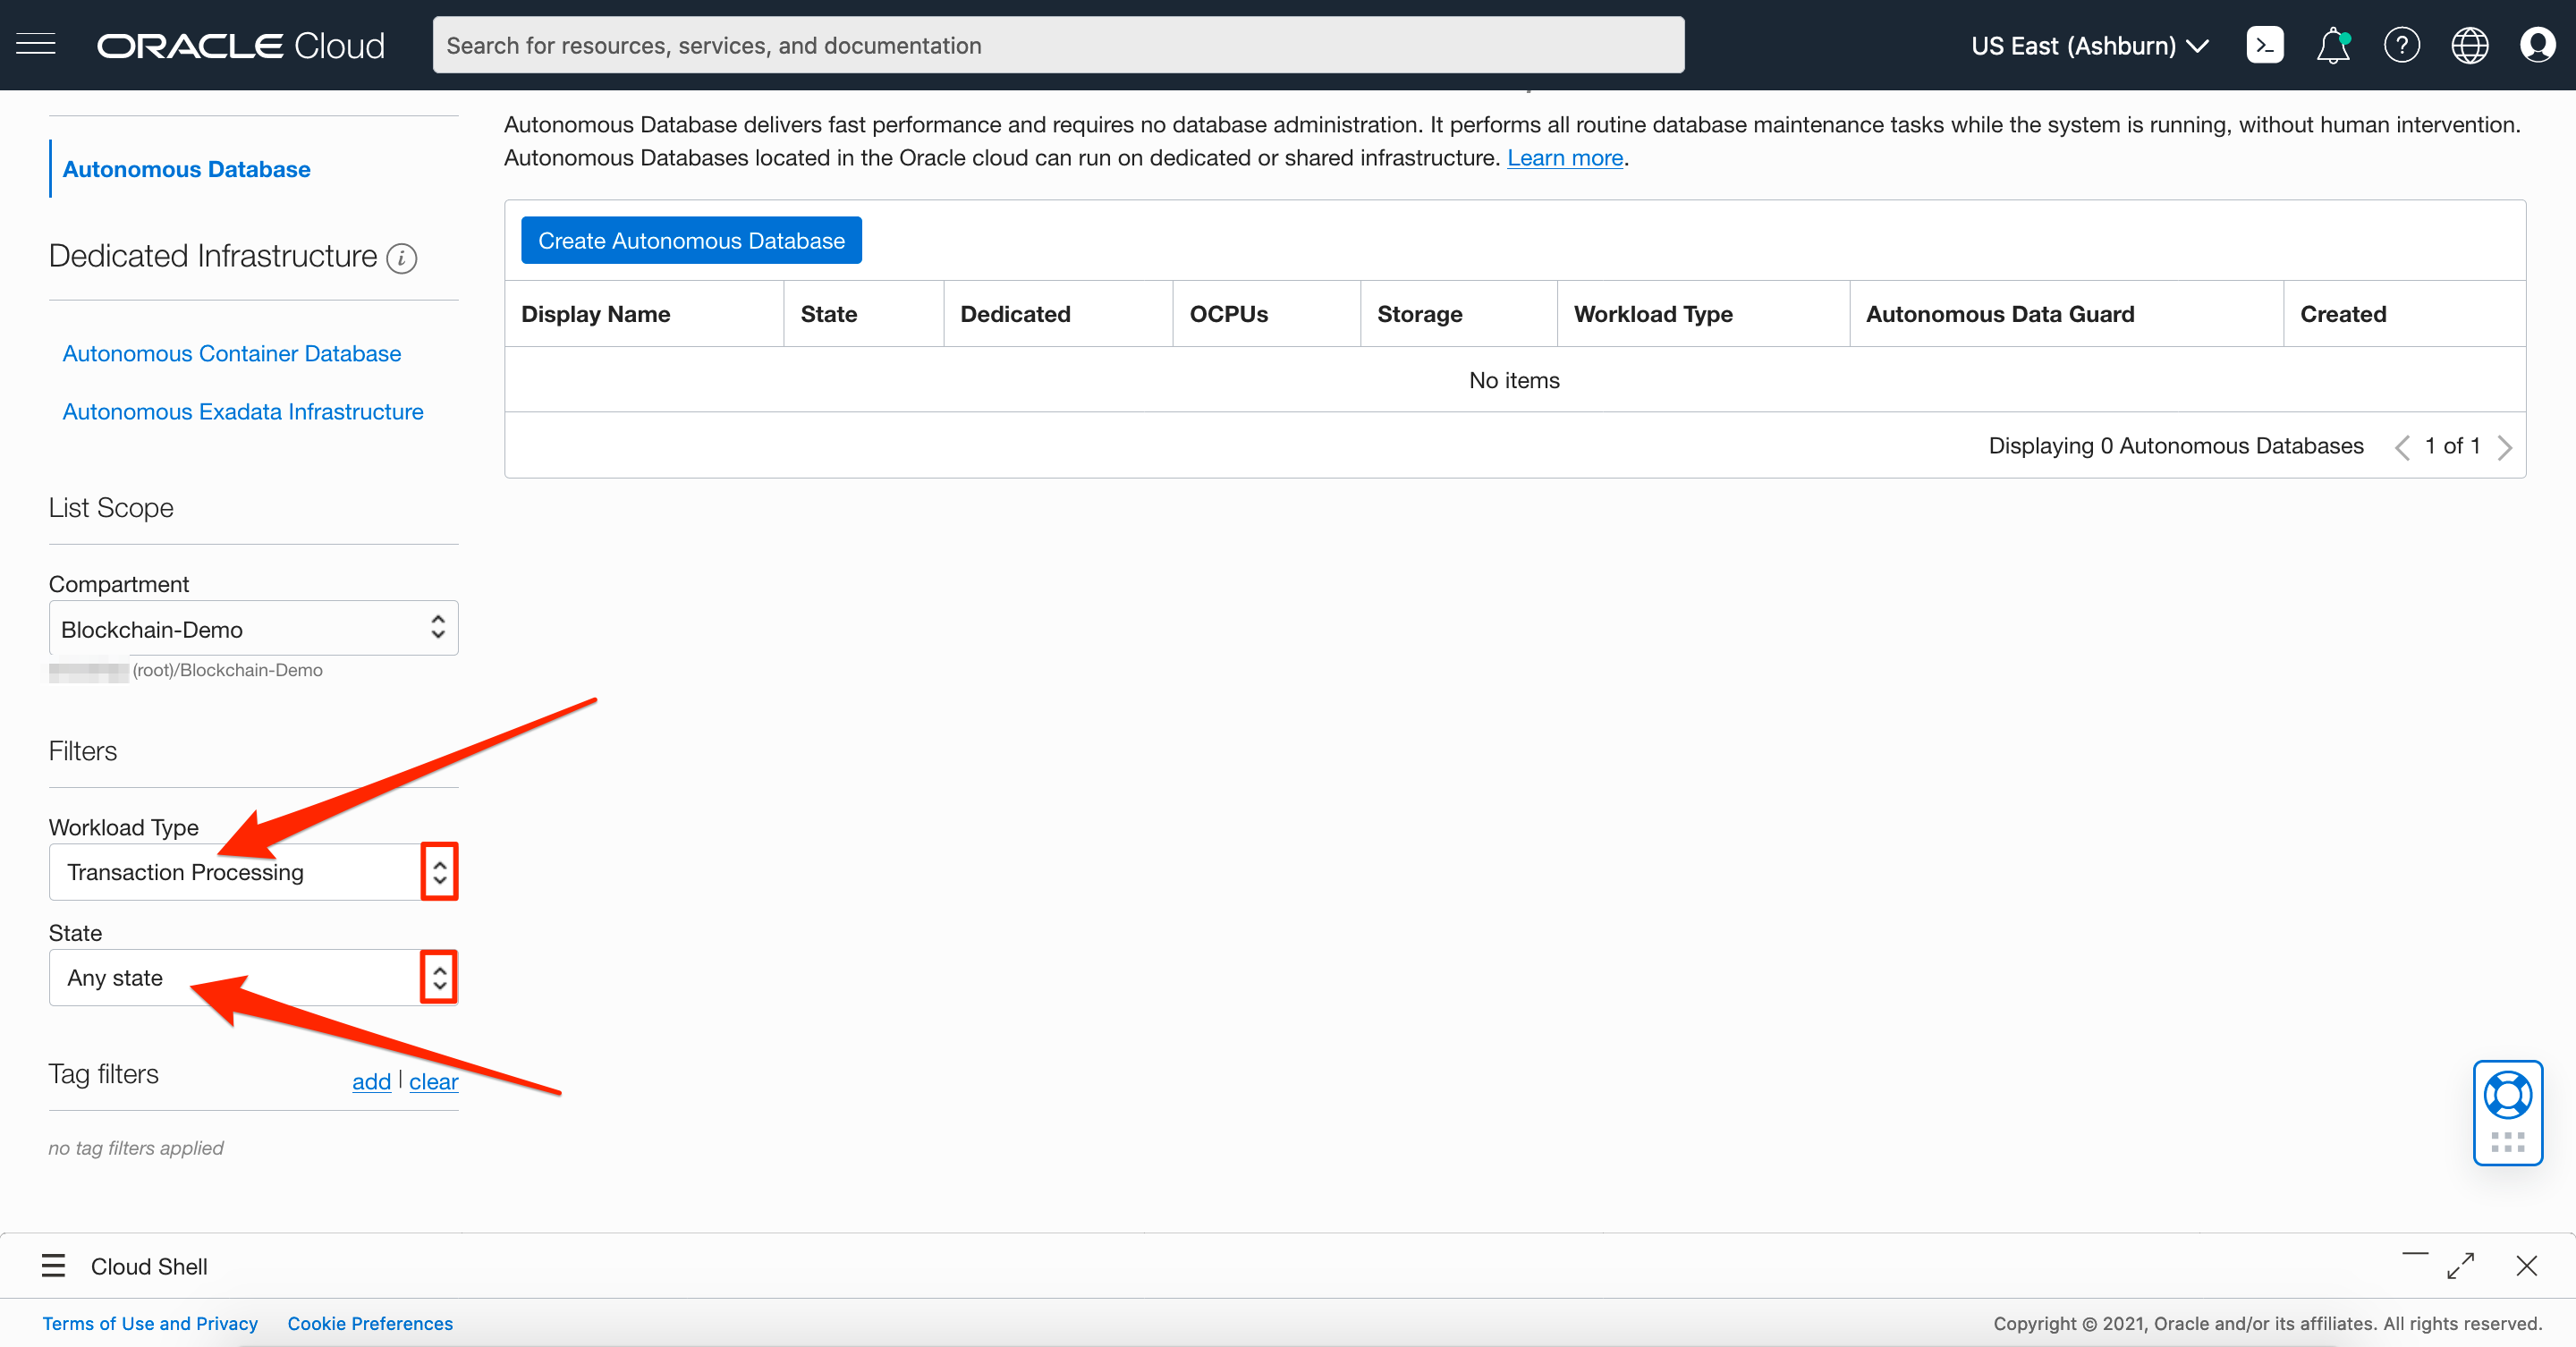 ORACLE Cloud
Search for resources, services, and documentation
US East (Ashburn)
Autonomous Database delivers fast performance and requires no database administration. It performs all routine database maintenance tasks while the system is running, without human intervention.
Autonomous Databases located in the Oracle cloud can run on dedicated or shared infrastructure. Learn more.
Autonomous Database
Dedicated Infrastructure
Autonomous Container Database
Autonomous Exadata Infrastructure
Create Autonomous Database
Display Name State Dedicated OCPUs Storage Workload Type Autonomous Data Guard Created
No items
Displaying 0 Autonomous Databases 1 of 1
List Scope
Compartment
Blockchain-Demo
(root)/Blockchain-Demo
Filters
Workload Type
Transaction Processing
State
Any state
Tag filters add | clear
no tag filters applied
Cloud Shell
Terms of Use and Privacy Cookie Preferences
Copyright © 2021, Oracle and/or its affiliates. All rights reserved.